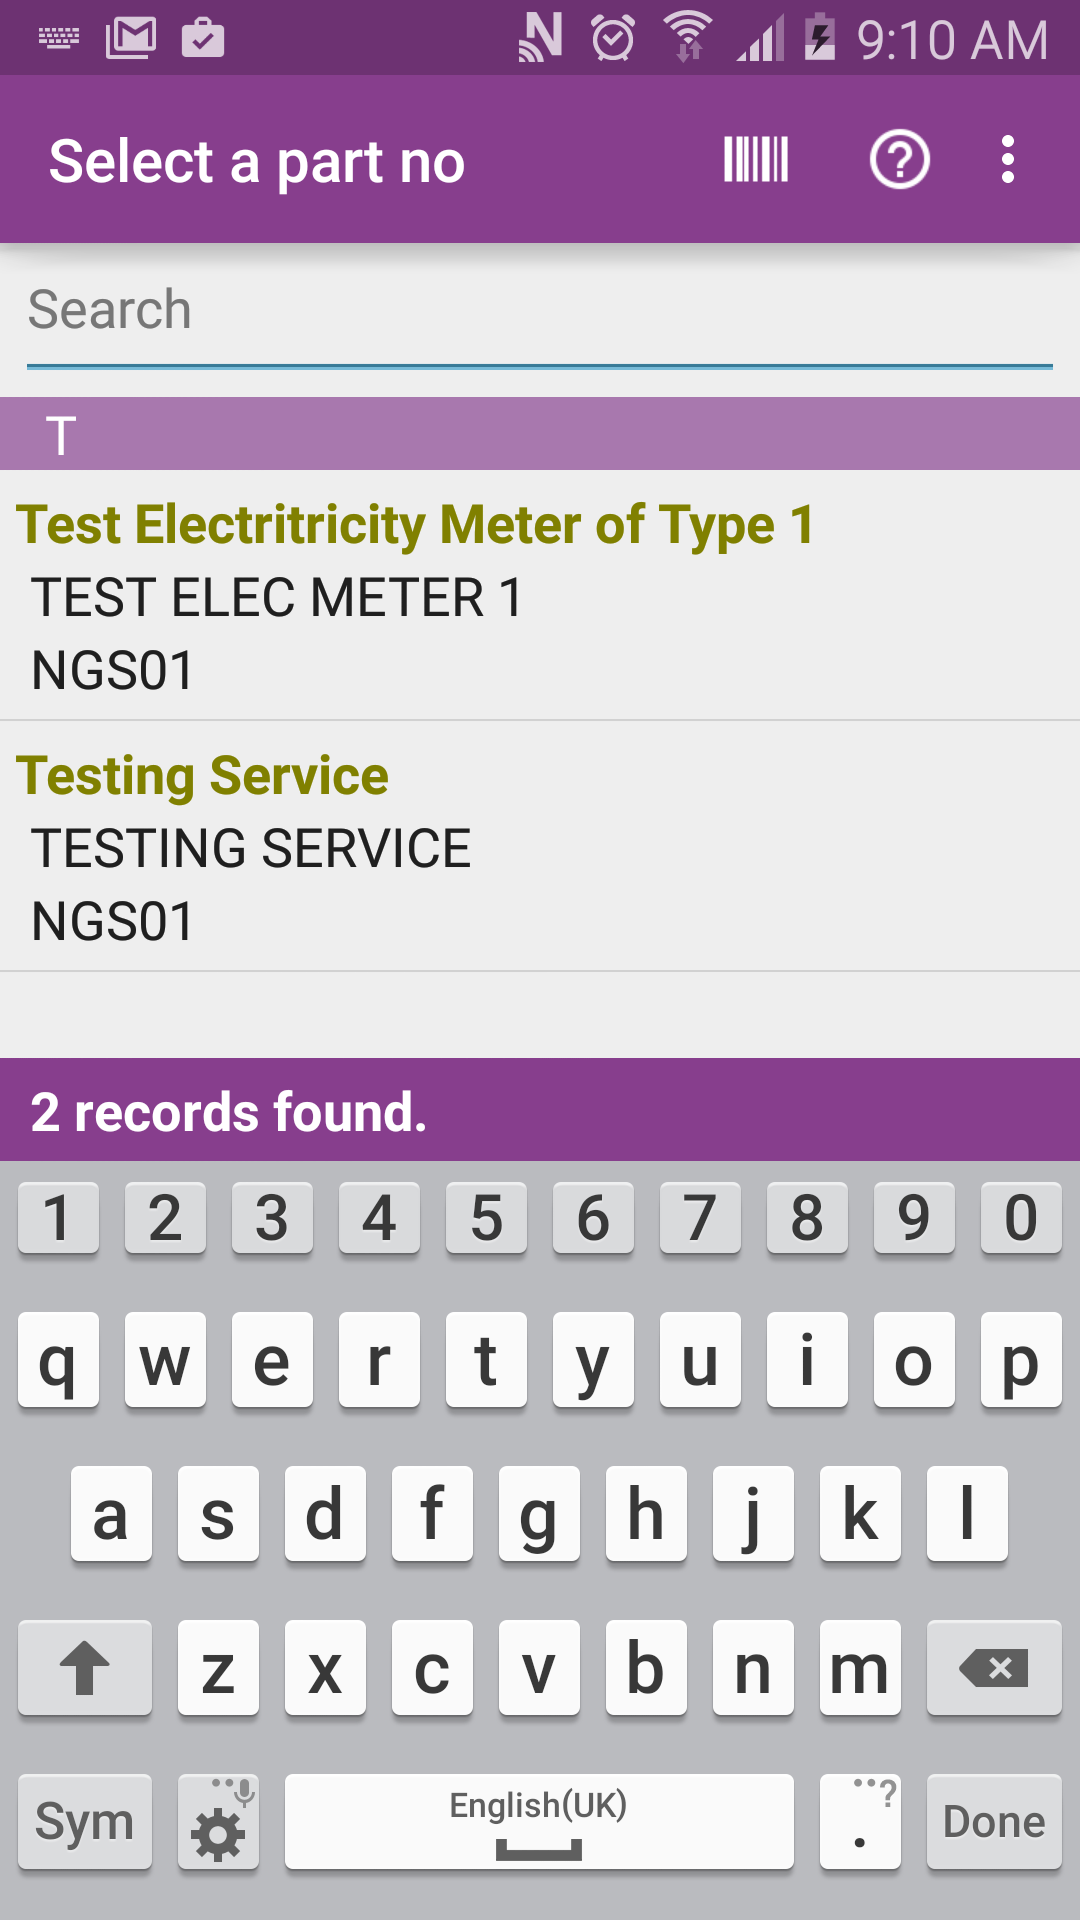 9:10 AM
Select a part no
Search
T
Test Electritricity Meter of Type 1
TEST ELEC METER 1
NGS01
Testing Service
TESTING SERVICE
NGS01
2 records found.
1 2 3 4 5 6 7 8 9 0
q w e r t y u i o p
a s d f g h j k l
z x c v b n m
Sym English(UK) . ? Done